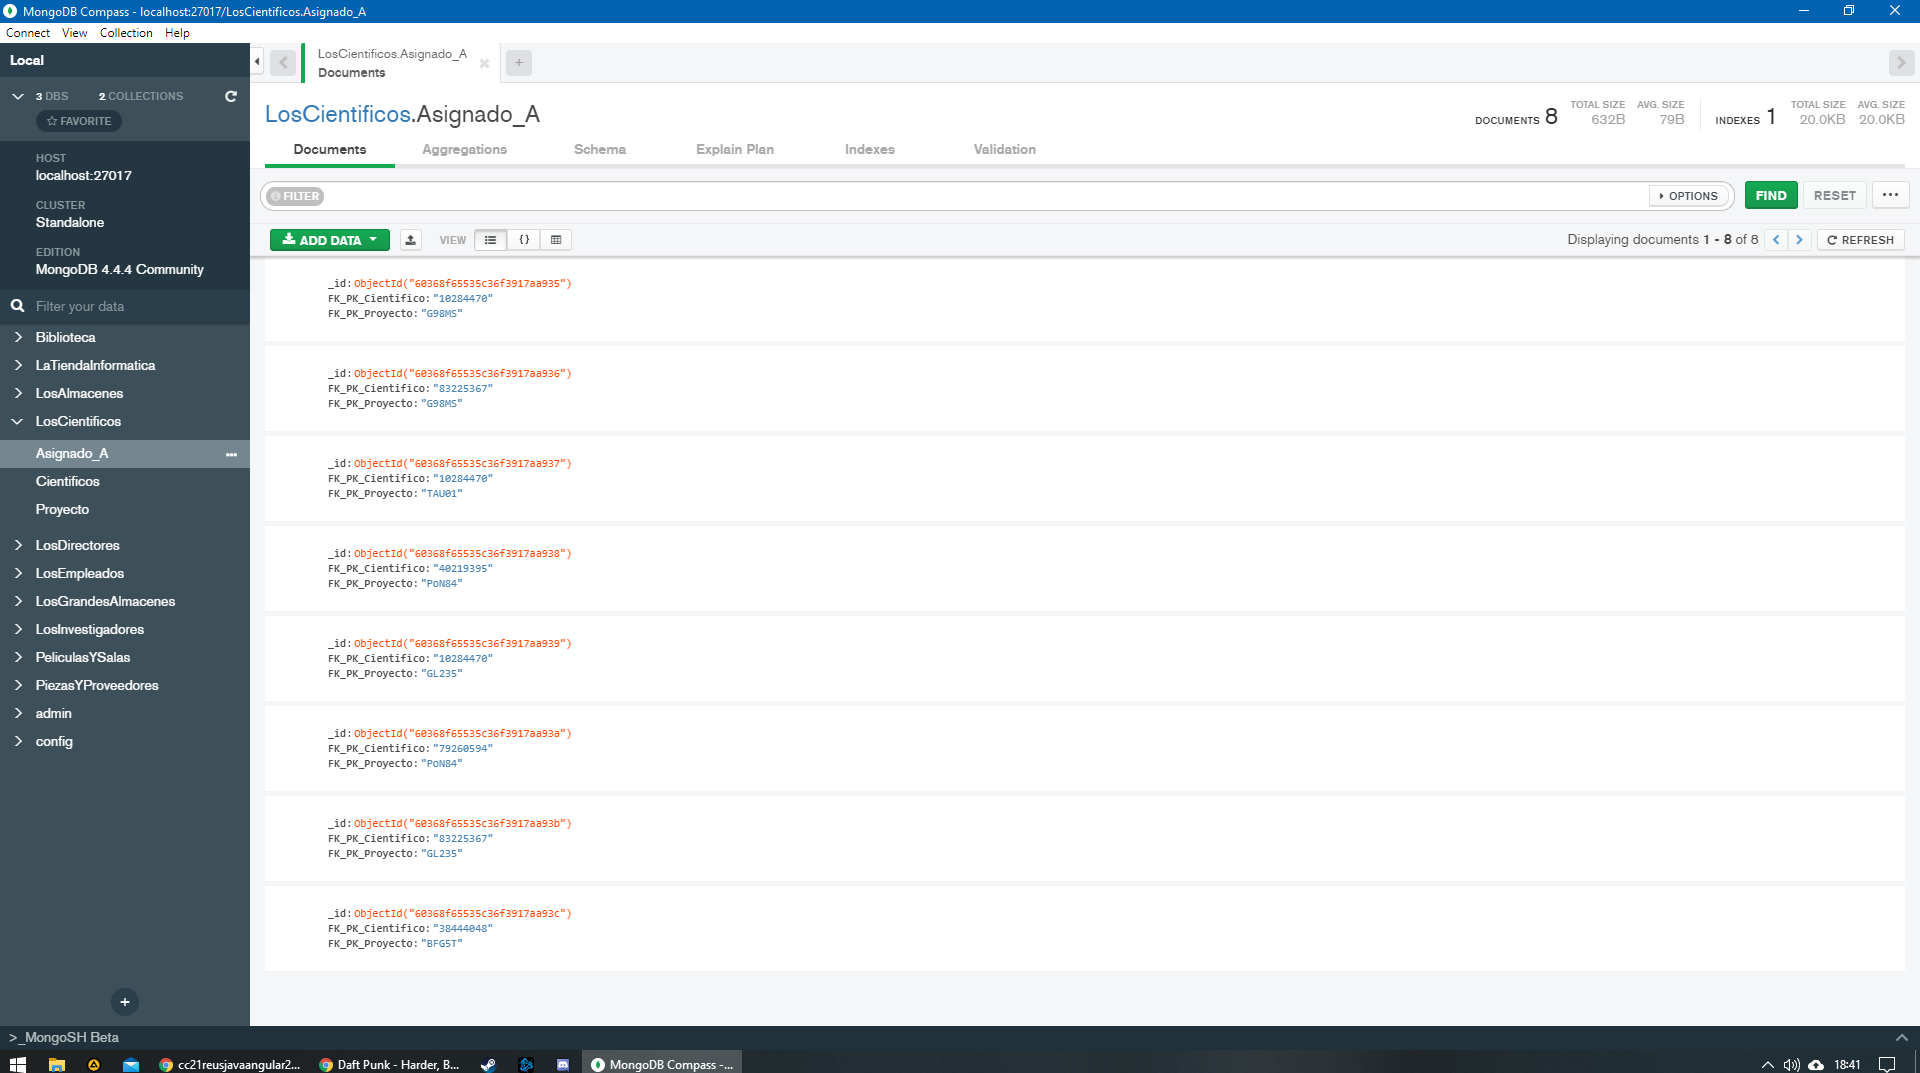 MongoDB Compass - localhost:27017/LosCientificos.Asignado_A
Connect View Collection Help
Local
3 DBS 2 COLLECTIONS
FAVORITE
HOST
localhost:27017
CLUSTER
Standalone
EDITION
MongoDB 4.4.4 Community
Filter your data
Biblioteca
LaTiendaInformatica
LosAlmacenes
LosCientificos
Asignado_A
Cientificos
Proyecto
LosDirectores
LosEmpleados
LosGrandesAlmacenes
LosInvestigadores
PeliculasYSalas
PiezasYProveedores
admin
config
LosCientificos.Asignado_A
Documents
LosCientificos.Asignado_A
DOCUMENTS 8 TOTAL SIZE 632B AVG. SIZE 79B INDEXES 1 TOTAL SIZE 20.0KB AVG. SIZE 20.0KB
Documents Aggregations Schema Explain Plan Indexes Validation
FILTER OPTIONS FIND RESET
ADD DATA VIEW {} Displaying documents 1 - 8 of 8 REFRESH
_id: ObjectId("60368f65535c36f3917aa935")
FK_PK_Cientifico: "10284470"
FK_PK_Proyecto: "G98MS"
_id: ObjectId("60368f65535c36f3917aa936")
FK_PK_Cientifico: "83225367"
FK_PK_Proyecto: "G98MS"
_id: ObjectId("60368f65535c36f3917aa937")
FK_PK_Cientifico: "10284470"
FK_PK_Proyecto: "TAU01"
_id: ObjectId("60368f65535c36f3917aa938")
FK_PK_Cientifico: "40219395"
FK_PK_Proyecto: "PoN84"
_id: ObjectId("60368f65535c36f3917aa939")
FK_PK_Cientifico: "10284470"
FK_PK_Proyecto: "GL235"
_id: ObjectId("60368f65535c36f3917aa93a")
FK_PK_Cientifico: "79260594"
FK_PK_Proyecto: "PoN84"
_id: ObjectId("60368f65535c36f3917aa93b")
FK_PK_Cientifico: "83225367"
FK_PK_Proyecto: "GL235"
_id: ObjectId("60368f65535c36f3917aa93c")
FK_PK_Cientifico: "38444048"
FK_PK_Proyecto: "BFG5T"
>_MongoSH Beta
cc21reusjavaangular2... Daft Punk - Harder, B... MongoDB Compass -... 18:41